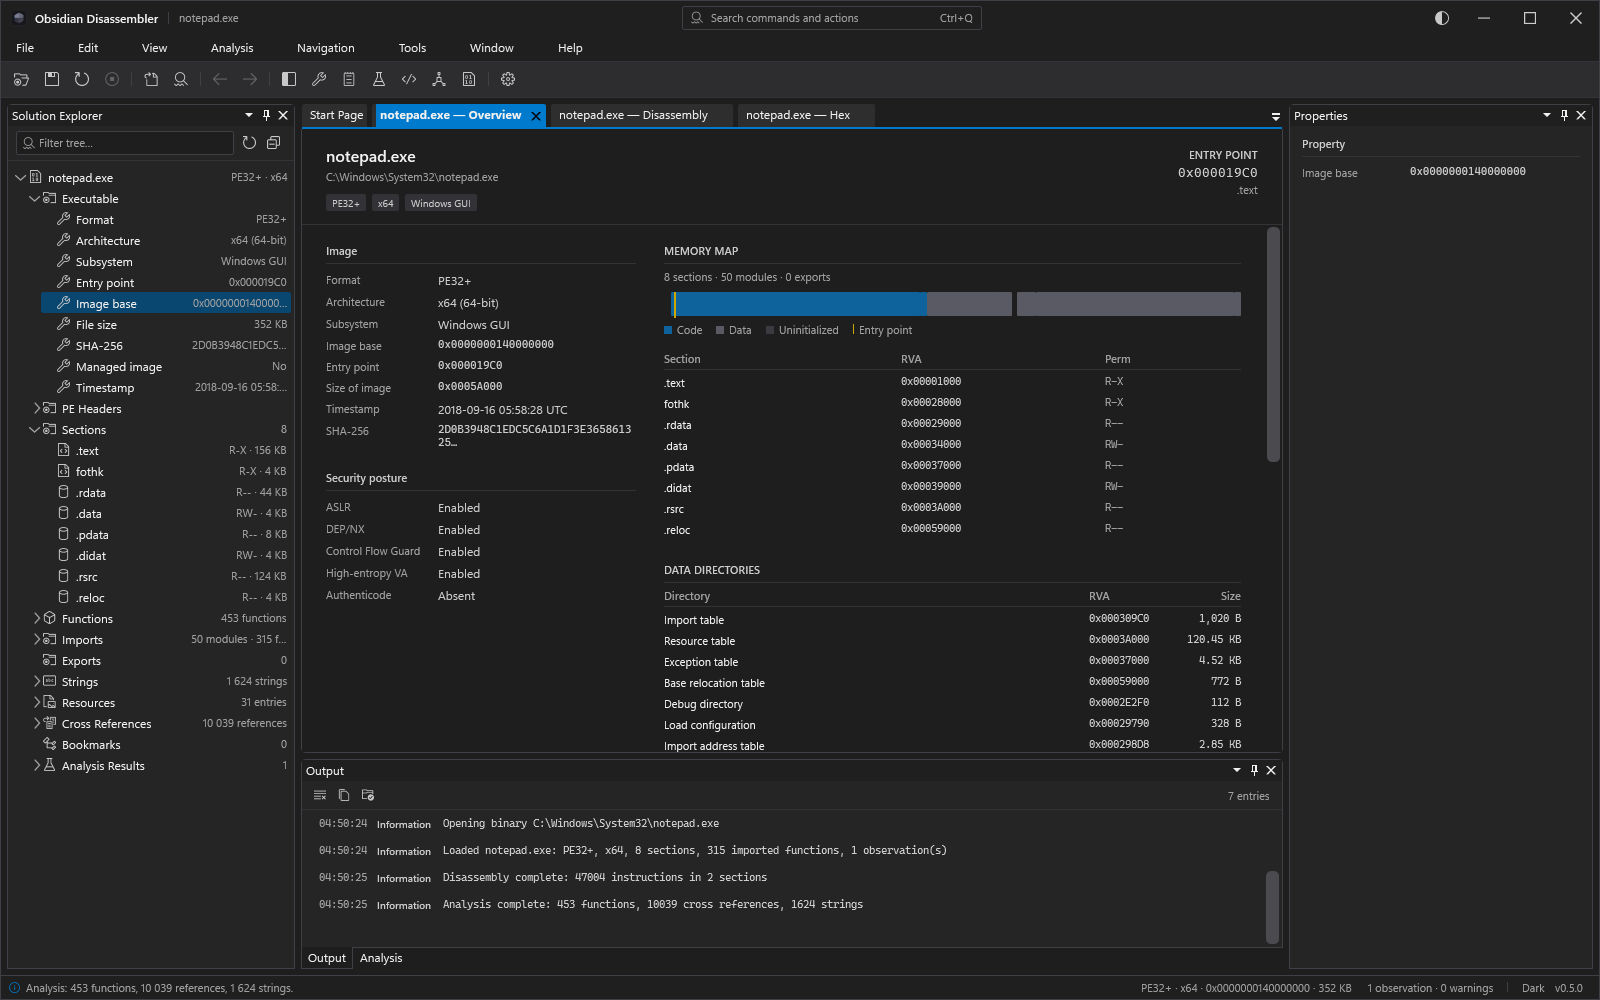 Obsidian Disassembler notepad.exe Search commands and actions Ctrl+Q
File Edit View Analysis Navigation Tools Window Help
Solution Explorer
Filter tree...
notepad.exe PE32+ · x64
Executable
Format PE32+
Architecture x64 (64-bit)
Subsystem Windows GUI
Entry point 0x000019C0
Image base 0x0000000140000...
File size 352 KB
SHA-256 2D0B3948C1EDC5...
Managed image No
Timestamp 2018-09-16 05:58:...
PE Headers
Sections 8
.text R-X · 156 KB
fothk R-X · 4 KB
.rdata R-- · 44 KB
.data RW- · 4 KB
.pdata R-- · 8 KB
.didat RW- · 4 KB
.rsrc R-- · 124 KB
.reloc R-- · 4 KB
Functions 453 functions
Imports 50 modules · 315 f...
Exports 0
Strings 1 624 strings
Resources 31 entries
Cross References 10 039 references
Bookmarks 0
Analysis Results 1
Start Page notepad.exe — Overview notepad.exe — Disassembly notepad.exe — Hex
notepad.exe
C:\Windows\System32\notepad.exe
PE32+ x64 Windows GUI
ENTRY POINT
0x000019C0
.text
Image
Format PE32+
Architecture x64 (64-bit)
Subsystem Windows GUI
Image base 0x0000000140000000
Entry point 0x000019C0
Size of image 0x0005A000
Timestamp 2018-09-16 05:58:28 UTC
SHA-256 2D0B3948C1EDC5C6A1D1F3E3658613
25…
Security posture
ASLR Enabled
DEP/NX Enabled
Control Flow Guard Enabled
High-entropy VA Enabled
Authenticode Absent
MEMORY MAP
8 sections · 50 modules · 0 exports
Code Data Uninitialized Entry point
Section RVA Perm
.text 0x00001000 R-X
fothk 0x00028000 R-X
.rdata 0x00029000 R--
.data 0x00034000 RW-
.pdata 0x00037000 R--
.didat 0x00039000 RW-
.rsrc 0x0003A000 R--
.reloc 0x00059000 R--
DATA DIRECTORIES
Directory RVA Size
Import table 0x000309C0 1,020 B
Resource table 0x0003A000 120.45 KB
Exception table 0x00037000 4.52 KB
Base relocation table 0x00059000 772 B
Debug directory 0x0002E2F0 112 B
Load configuration 0x00029790 328 B
Import address table 0x000298D8 2.85 KB
Output
7 entries
04:50:24 Information Opening binary C:\Windows\System32\notepad.exe
04:50:24 Information Loaded notepad.exe: PE32+, x64, 8 sections, 315 imported functions, 1 observation(s)
04:50:25 Information Disassembly complete: 47004 instructions in 2 sections
04:50:25 Information Analysis complete: 453 functions, 10039 cross references, 1624 strings
Output Analysis
Properties
Property
Image base 0x0000000140000000
Analysis: 453 functions, 10 039 references, 1 624 strings. PE32+ · x64 · 0x0000000140000000 · 352 KB 1 observation · 0 warnings Dark v0.5.0